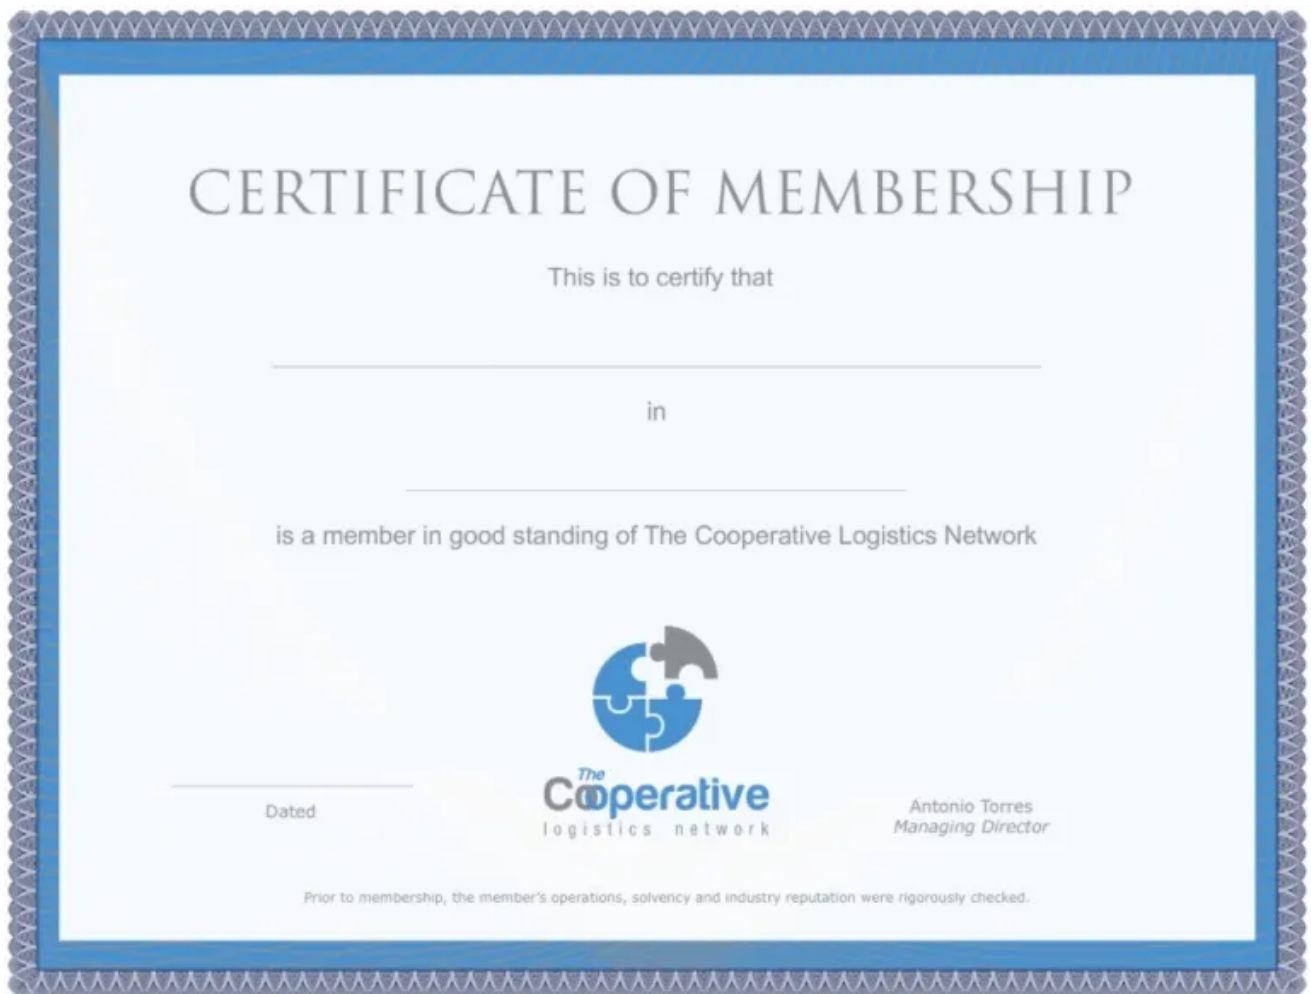 CERTIFICATE OF MEMBERSHIP
This is to certify that
in
is a member in good standing of The Cooperative Logistics Network
The
Cooperative
logistics network
Dated
Antonio Torres
Managing Director
Prior to membership, the member's operations, solvency and industry reputation were rigorously checked.